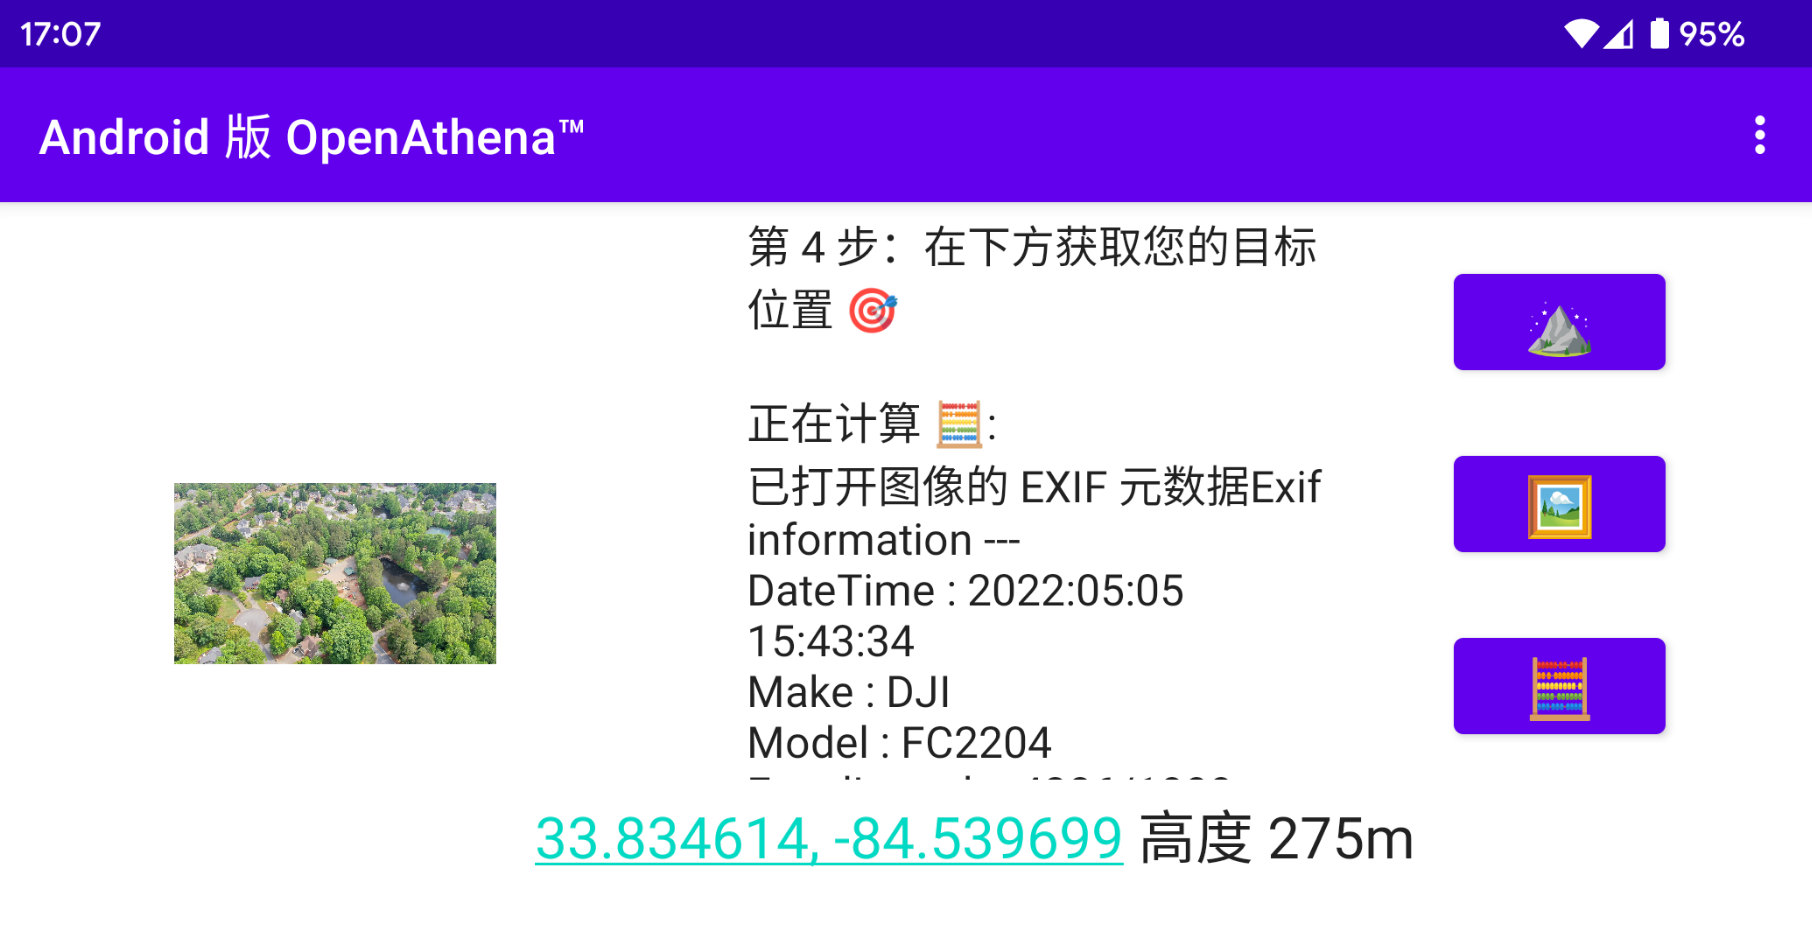 17:07
95%
Android 版 OpenAthena™
第 4 步：在下方获取您的目标
位置 🎯
正在计算 🧮:
已打开图像的 EXIF 元数据Exif
information ---
DateTime : 2022:05:05
15:43:34
Make : DJI
Model : FC2204
33.834614, -84.539699 高度 275m